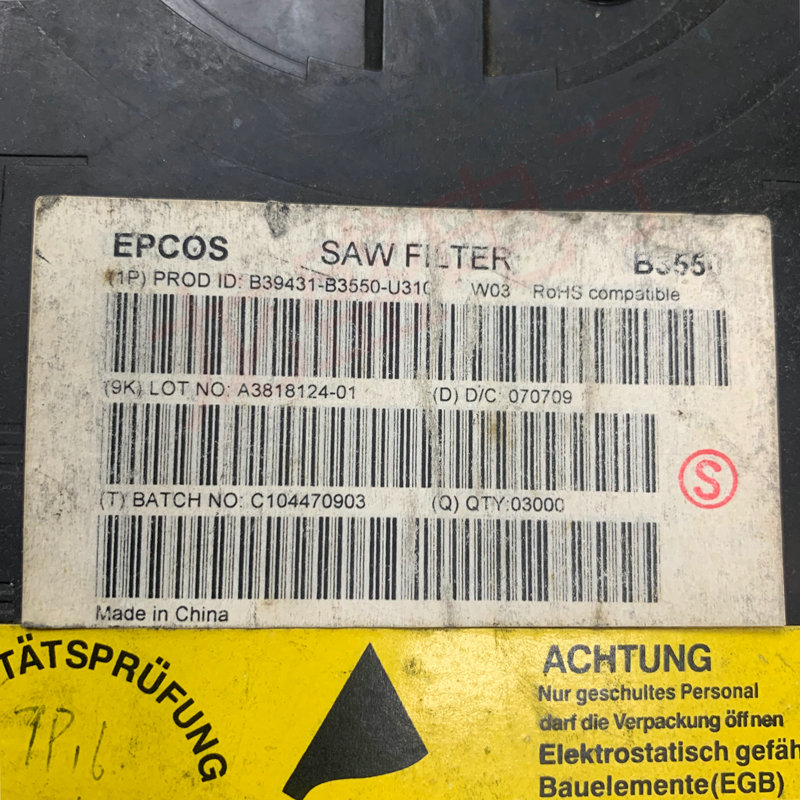 EPCOS SAW FILTER B3550
(1P) PROD ID: B39431-B3550-U310 W03 RoHS compatible
(9K) LOT NO: A3818124-01 (D) D/C: 070709
(T) BATCH NO: C104470903 (Q) QTY:03000
S
Made in China
TÄTSPRÜFUNG
ACHTUNG
Nur geschultes Personal
darf die Verpackung öffnen
Elektrostatisch gefäh
Bauelemente(EGB)